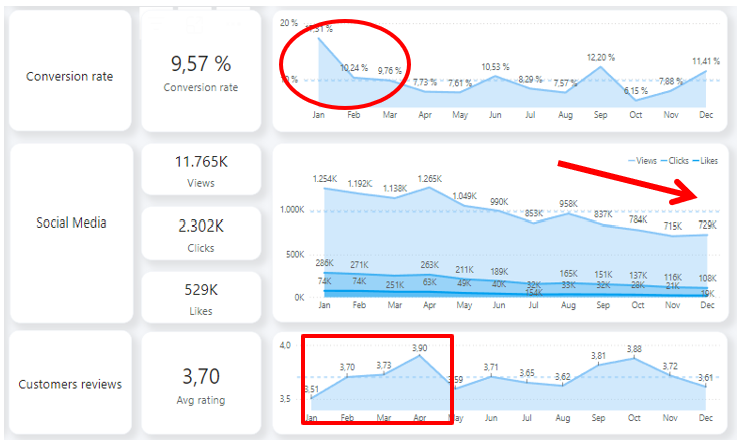 Conversion rate
9,57 %
Conversion rate
20 %
10,24 %
9,76 %
7,73 %
7,61 %
10,53 %
8,29 %
7,57 %
12,20 %
6,15 %
7,88 %
11,41 %
Jan Feb Mar Apr May Jun Jul Aug Sep Oct Nov Dec
Social Media
11.765K
Views
2.302K
Clicks
529K
Likes
Views Clicks Likes
1.000K
500K
0K
1.254K 1.192K 1.138K 1.265K 1.049K 990K 853K 958K 837K 784K 715K 729K
286K 271K 251K 263K 211K 189K 154K 165K 151K 137K 116K 108K
74K 74K 63K 49K 40K 32K 33K 32K 28K 21K 19K
Jan Feb Mar Apr May Jun Jul Aug Sep Oct Nov Dec
Customers reviews
3,70
Avg rating
4,0
3,5
3,51 3,70 3,73 3,90 3,59 3,71 3,65 3,62 3,81 3,88 3,72 3,61
Jan Feb Mar Apr May Jun Jul Aug Sep Oct Nov Dec